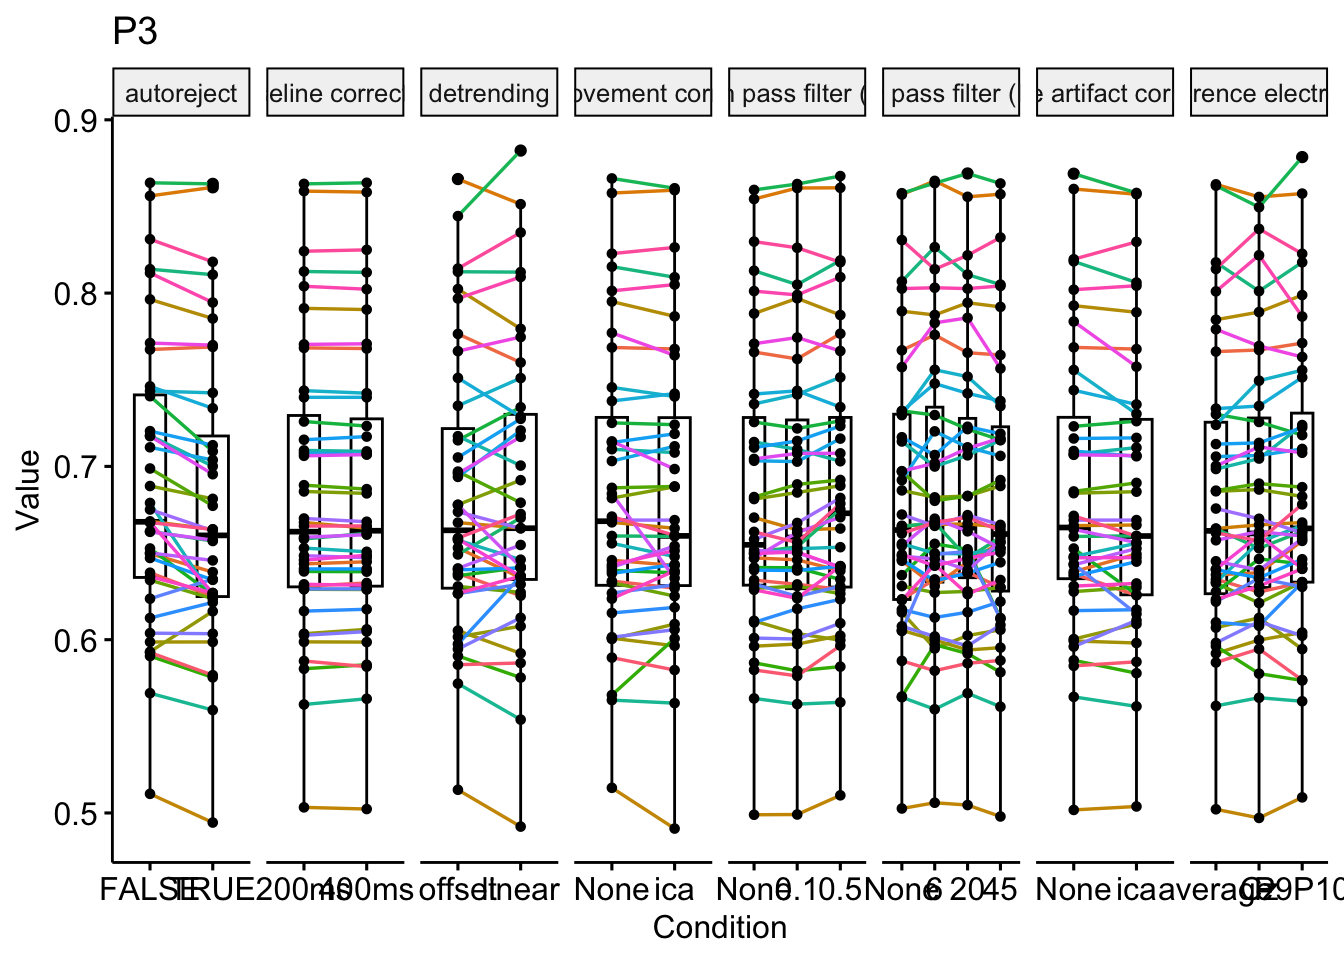 P3
autoreject
eline correc
detrending
ovement cor
n pass filter (
pass filter (
e artifact cor
rence electr
0.9
0.8
0.7
0.6
0.5
Value
FALSE TRUE 200ms 400ms offset linear None ica None 0.1 0.5 None 6 20 45 None ica average Cz P9P10
Condition